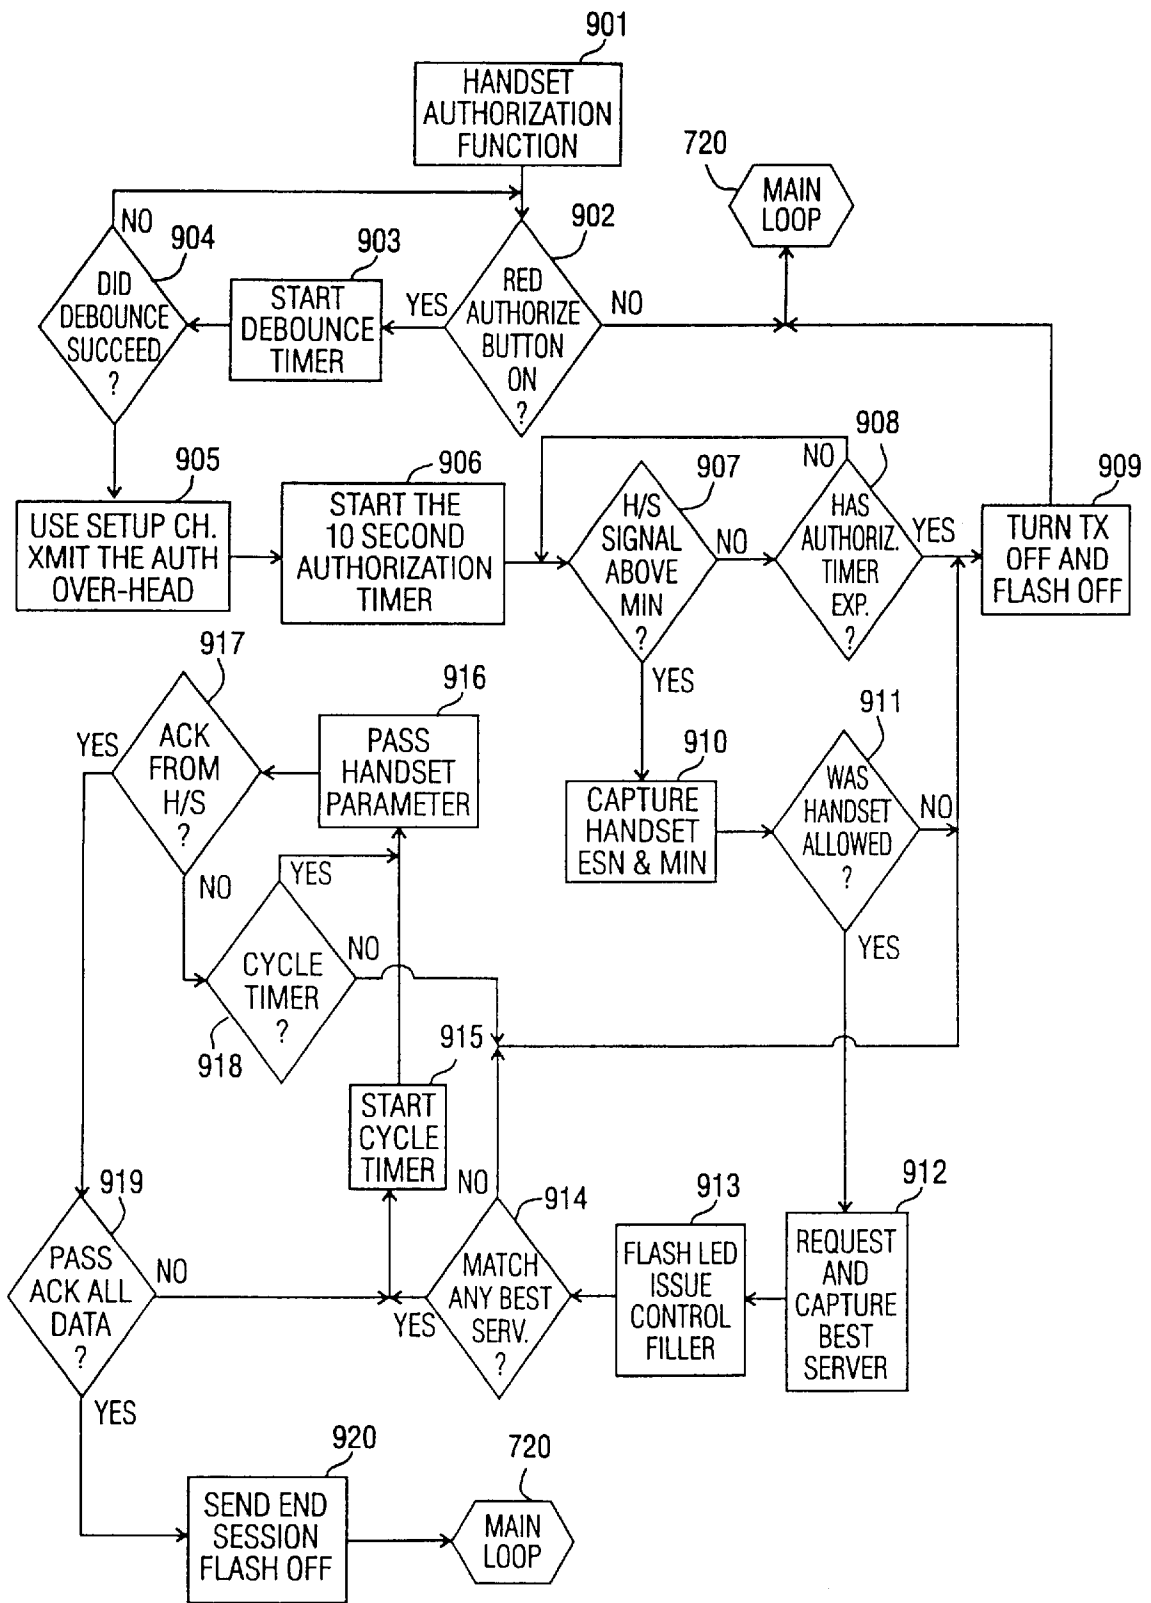 901
HANDSET
AUTHORIZATION
FUNCTION
720
MAIN
LOOP
NO
904
903
902
DID
DEBOUNCE
SUCCEED
?
START
DEBOUNCE
TIMER
YES
RED
AUTHORIZE
BUTTON
ON
?
NO
905
906
907
908
909
USE SETUP CH.
XMIT THE AUTH
OVER-HEAD
START THE
10 SECOND
AUTHORIZATION
TIMER
H/S
SIGNAL
ABOVE
MIN
?
NO
NO
HAS
AUTHORIZ.
TIMER
EXP.
?
YES
TURN TX
OFF AND
FLASH OFF
YES
917
916
910
911
YES
ACK
FROM
H/S
?
PASS
HANDSET
PARAMETER
CAPTURE
HANDSET
ESN & MIN
WAS
HANDSET
ALLOWED
?
NO
NO
YES
YES
CYCLE
TIMER
?
NO
918
915
START
CYCLE
TIMER
919
NO
914
913
912
PASS
ACK ALL
DATA
?
NO
YES
MATCH
ANY BEST
SERV.
?
FLASH LED
ISSUE
CONTROL
FILLER
REQUEST
AND
CAPTURE
BEST
SERVER
YES
920
720
SEND END
SESSION
FLASH OFF
MAIN
LOOP